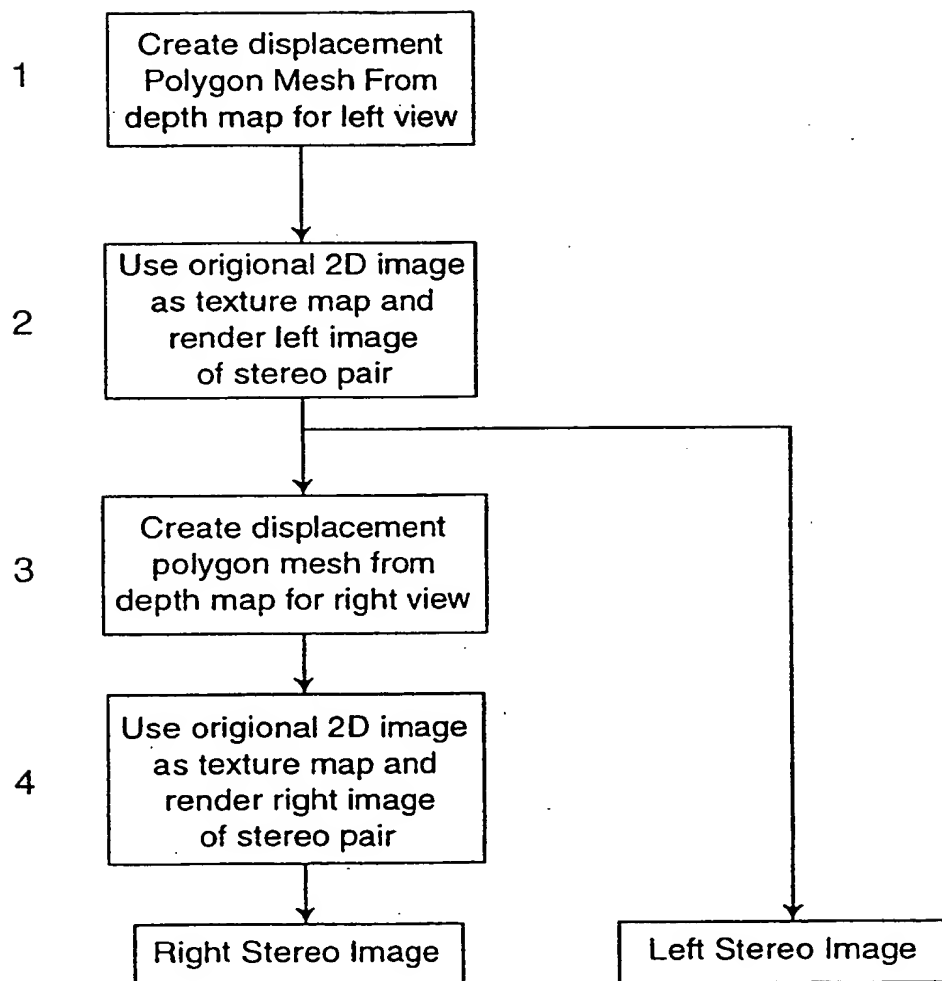 1
Create displacement
Polygon Mesh From
depth map for left view
2
Use origional 2D image
as texture map and
render left image
of stereo pair
3
Create displacement
polygon mesh from
depth map for right view
4
Use origional 2D image
as texture map and
render right image
of stereo pair
Right Stereo Image
Left Stereo Image